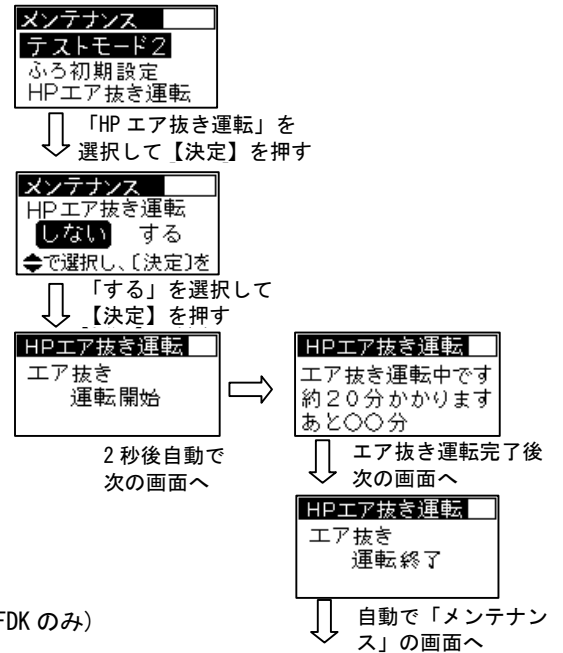 メンテナンス
テストモード2
ふろ初期設定
HPエア抜き運転
「HP エア抜き運転」を
選択して【決定】を押す
メンテナンス
HPエア抜き運転
しない する
◆で選択し、〔決定〕を
「する」を選択して
【決定】を押す
HPエア抜き運転
エア抜き
運転開始
2 秒後自動で
次の画面へ
HPエア抜き運転
エア抜き運転中です
約20分かかります
あと〇〇分
エア抜き運転完了後
次の画面へ
HPエア抜き運転
エア抜き
運転終了
自動で「メンテナン
ス」の画面へ
FDK のみ)